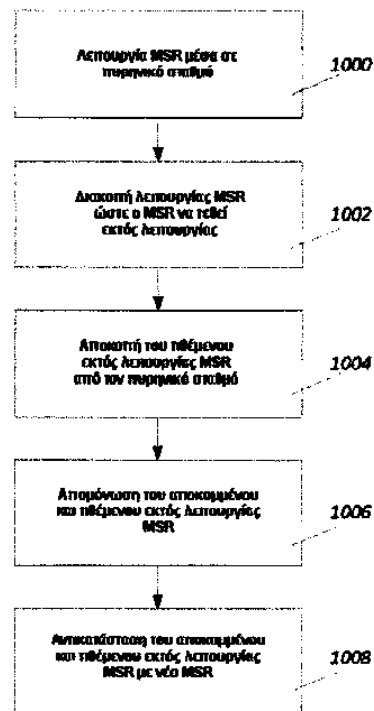 Λειτουργία MSR μέσα σε
πυρηνικό σταθμό
1000
Διακοπή λειτουργίας MSR
ώστε ο MSR να τεθεί
εκτός λειτουργίας
1002
Αποκοπή του τιθέμενου
εκτός λειτουργίας MSR
από τον πυρηνικό σταθμό
1004
Απομόνωση του αποκομμένου
και τιθέμενου εκτός λειτουργίας
MSR
1006
Αντικατάσταση του αποκομμένου
και τιθέμενου εκτός λειτουργίας
MSR με νέο MSR
1008